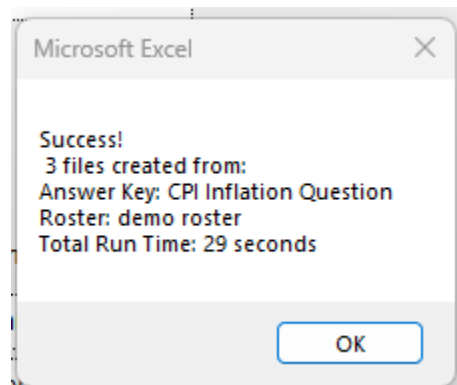 Microsoft Excel
Success!
3 files created from:
Answer Key: CPI Inflation Question
Roster: demo roster
Total Run Time: 29 seconds
OK